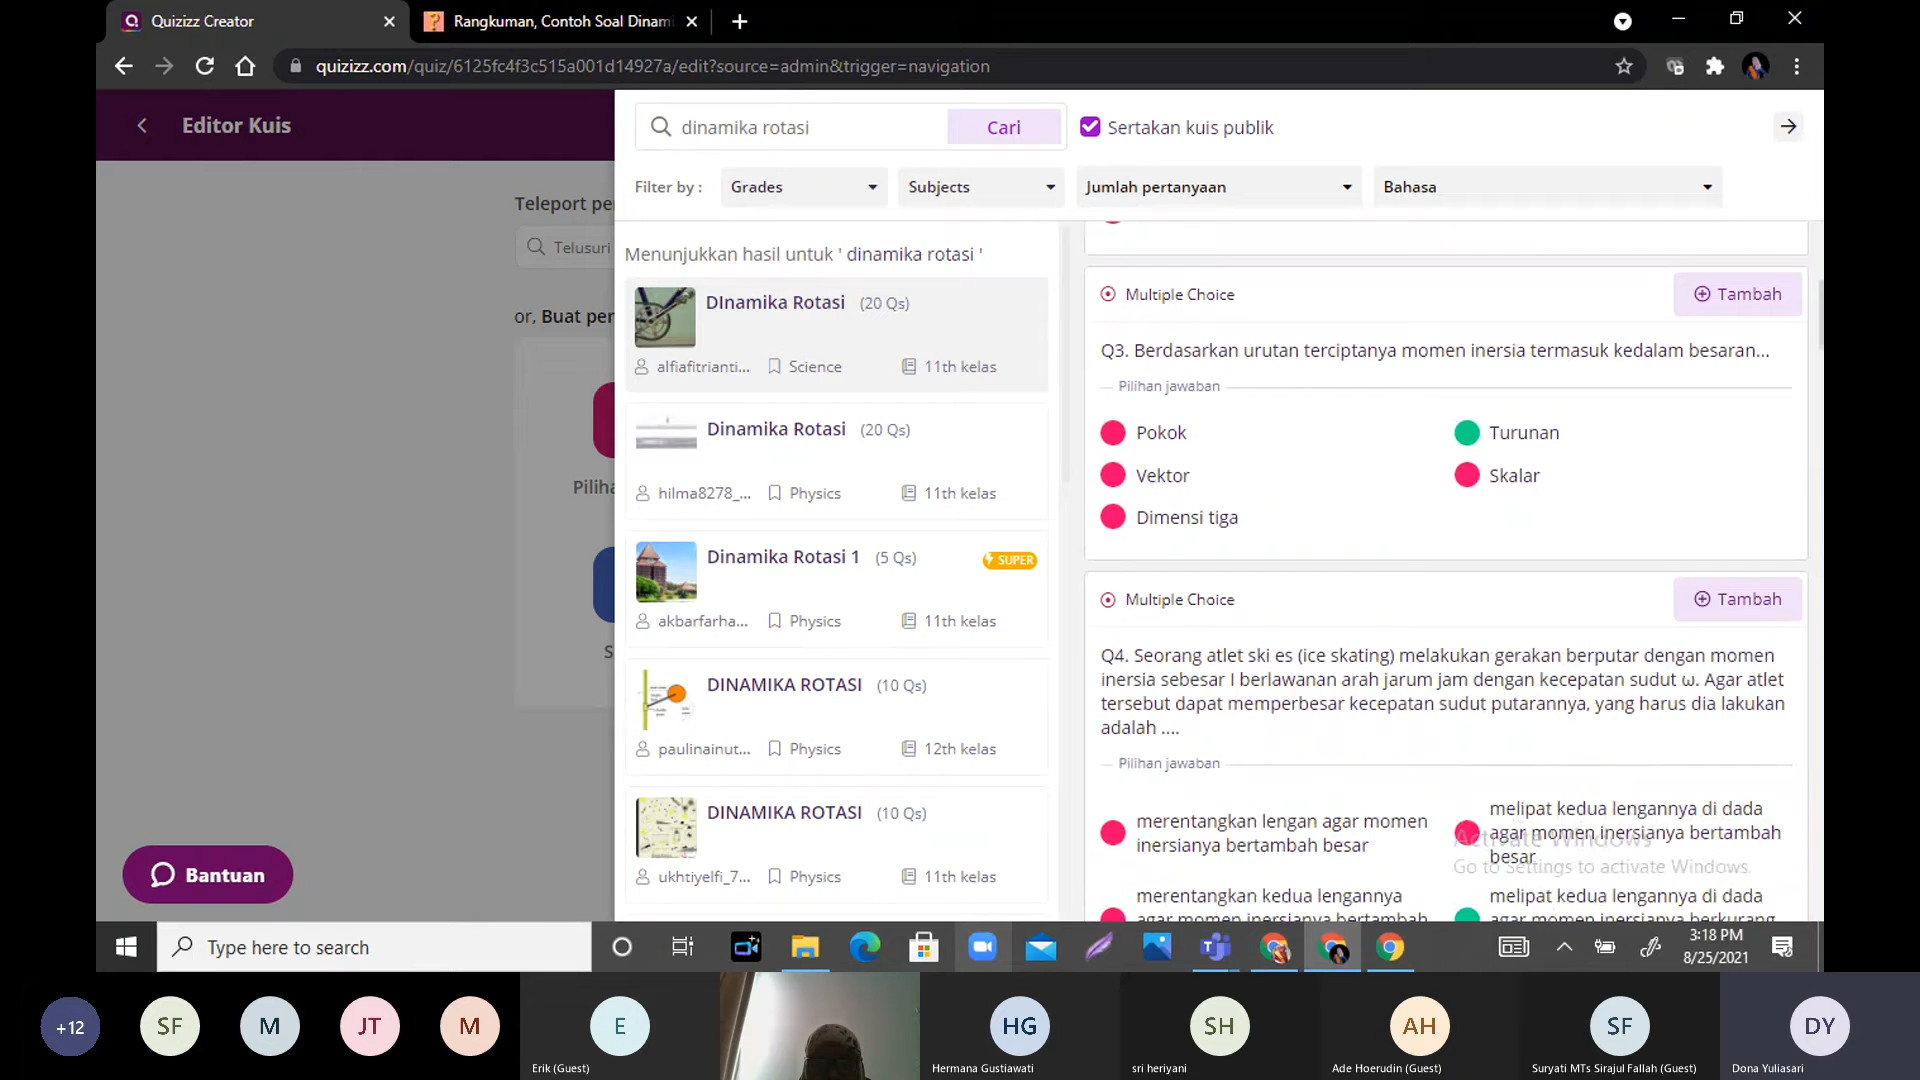 Quizizz Creator
Rangkuman, Contoh Soal Dinami
quizizz.com/quiz/6125fc4f3c515a001d14927a/edit?source=admin&trigger=navigation
Editor Kuis
dinamika rotasi
Cari
Sertakan kuis publik
Filter by :
Grades
Subjects
Jumlah pertanyaan
Bahasa
Teleport pe
Telusuri
or, Buat per
Piliha
S
Bantuan
Menunjukkan hasil untuk ' dinamika rotasi '
DInamika Rotasi (20 Qs)
alfiafitrianti... Science 11th kelas
Dinamika Rotasi (20 Qs)
hilma8278_... Physics 11th kelas
Dinamika Rotasi 1 (5 Qs) SUPER
akbarfarha... Physics 11th kelas
DINAMIKA ROTASI (10 Qs)
paulinainut... Physics 12th kelas
DINAMIKA ROTASI (10 Qs)
ukhtiyelfi_7... Physics 11th kelas
Multiple Choice
Tambah
Q3. Berdasarkan urutan terciptanya momen inersia termasuk kedalam besaran...
Pilihan jawaban
Pokok
Turunan
Vektor
Skalar
Dimensi tiga
Multiple Choice
Tambah
Q4. Seorang atlet ski es (ice skating) melakukan gerakan berputar dengan momen
inersia sebesar I berlawanan arah jarum jam dengan kecepatan sudut ω. Agar atlet
tersebut dapat memperbesar kecepatan sudut putarannya, yang harus dia lakukan
adalah ....
Pilihan jawaban
merentangkan lengan agar momen
inersianya bertambah besar
melipat kedua lengannya di dada
agar momen inersianya bertambah
besar
merentangkan kedua lengannya
agar momen inersianya bertambah
melipat kedua lengannya di dada
agar momen inersianya berkurang
Activate Windows
Go to Settings to activate Windows.
Type here to search
3:18 PM
8/25/2021
+12
SF
M
JT
M
E
Erik (Guest)
HG
Hermana Gustiawati
SH
sri heriyani
AH
Ade Hoerudin (Guest)
SF
Suryati MTs Sirajul Fallah (Guest)
DY
Dona Yuliasari